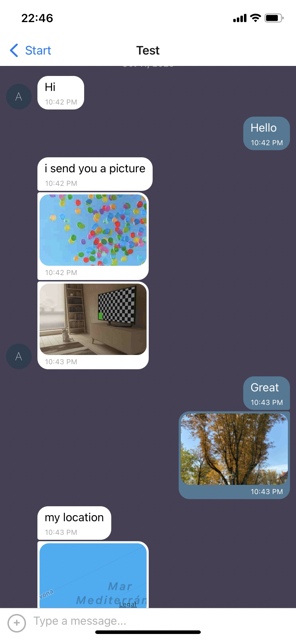 22:46
Start
Test
A
Hi
10:42 PM
Hello
10:42 PM
i send you a picture
10:42 PM
10:42 PM
A
10:43 PM
Great
10:43 PM
10:43 PM
my location
10:43 PM
Mar
Type a message...